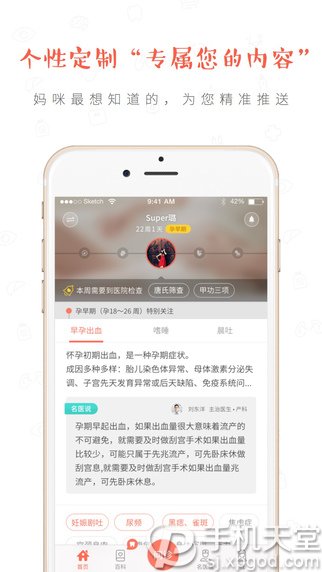 个性定制“专属您的内容”
妈咪最想知道的，为您精准推送
Sketch 9:41 AM 42%
Super璐
22周1天 孕早期
本周需要到医院检查 唐氏筛查 甲功三项
孕早期（孕18～26 周）特别关注
早孕出血 嗜唾 晨吐
怀孕初期出血，是一种孕期症状。
成因多种多样：胎儿染色体异常、母体激素分泌失
调、子宫先天发育异常或后天缺陷、免疫系统问...
名医说 刘东洋 主治医生•产科
孕期早起出血，如果出血量很大意味着流产的
不可避免，就需要及时做刮宫手术如果出血量
比较少，可能只属于先兆流产，可先卧床休
做刮宫息,就需要及时做刮宫手术如果出血量兆
流产，可先卧床休息。
妊娠剧吐 尿频 黑痣、雀斑 焦虑症
首页 百科 名医
手机天堂
sj.xpgod.com